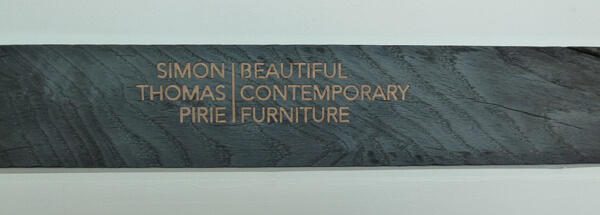 SIMON | BEAUTIFUL
THOMAS | CONTEMPORARY
PIRIE | FURNITURE